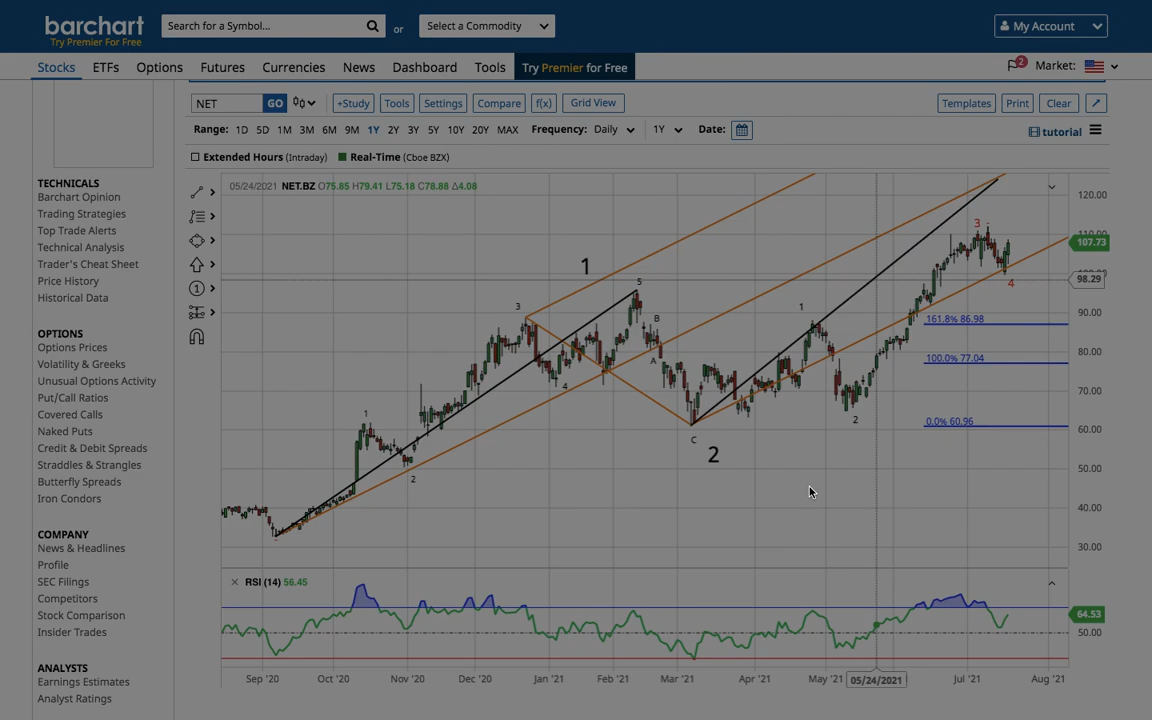 barchart
Try Premier For Free
Search for a Symbol...
or
Select a Commodity
My Account
Stocks ETFs Options Futures Currencies News Dashboard Tools Try Premier for Free
2
Market:
NET GO +Study Tools Settings Compare f(x) Grid View Templates Print Clear
Range: 1D 5D 1M 3M 6M 9M 1Y 2Y 3Y 5Y 10Y 20Y MAX Frequency: Daily 1Y Date: tutorial
Extended Hours (Intraday) Real-Time (Cboe BZX)
TECHNICALS
Barchart Opinion
Trading Strategies
Top Trade Alerts
Technical Analysis
Trader's Cheat Sheet
Price History
Historical Data
OPTIONS
Options Prices
Volatility & Greeks
Unusual Options Activity
Put/Call Ratios
Covered Calls
Naked Puts
Credit & Debit Spreads
Straddles & Strangles
Butterfly Spreads
Iron Condors
COMPANY
News & Headlines
Profile
SEC Filings
Competitors
Stock Comparison
Insider Trades
ANALYSTS
Earnings Estimates
Analyst Ratings
1
05/24/2021 NET.BZ O75.85 H79.41 L75.18 C78.88 Δ4.08
120.00
110.00
107.73
100.00
98.29
90.00
80.00
70.00
60.00
50.00
40.00
30.00
1
2
3
4
5
1
A
B
C
2
1
2
3
4
161.8% 86.98
100.0% 77.04
0.0% 60.96
RSI (14) 56.45
64.53
50.00
Sep '20 Oct '20 Nov '20 Dec '20 Jan '21 Feb '21 Mar '21 Apr '21 May '21 05/24/2021 Jul '21 Aug '21